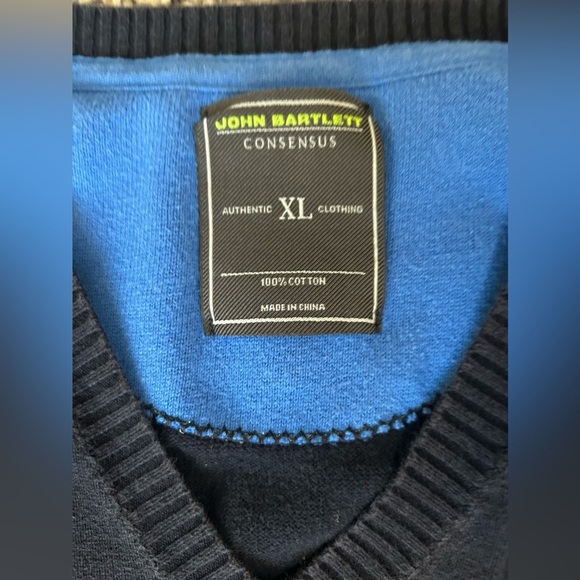 JOHN BARTLETT
CONSENSUS
AUTHENTIC XL CLOTHING
100% COTTON
MADE IN CHINA